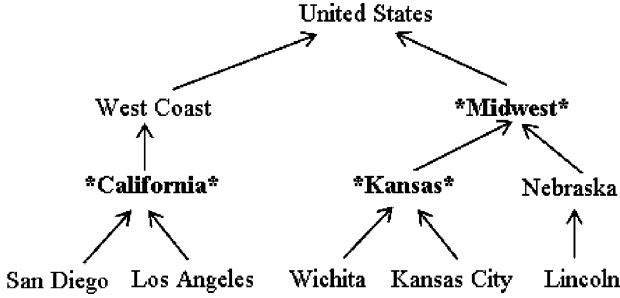 United States
West Coast
*Midwest*
*California*
*Kansas*
Nebraska
San Diego
Los Angeles
Wichita
Kansas City
Lincoln